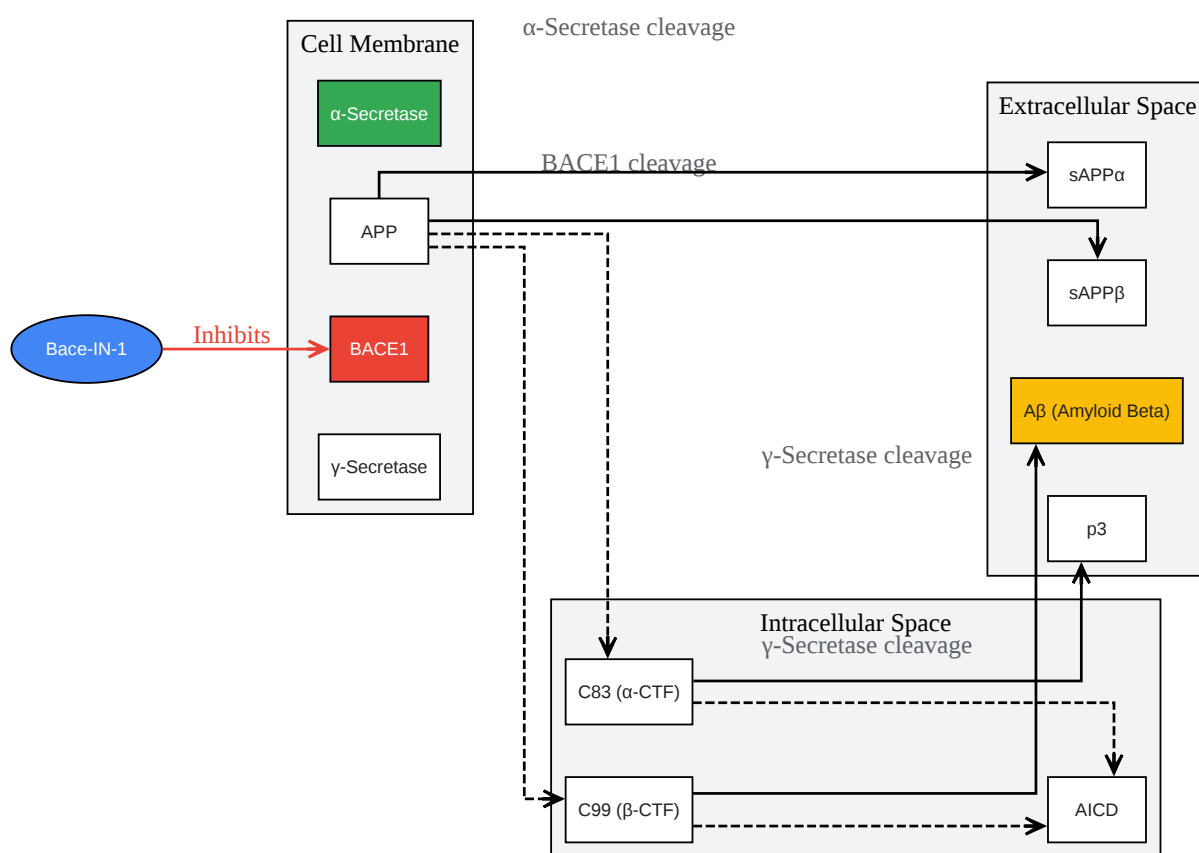 α-Secretase cleavage
Cell Membrane
α-Secretase
Extracellular Space
BACE1 cleavage
sAPPα
APP
sAPPβ
Inhibits
Bace-IN-1
BACE1
Aβ (Amyloid Beta)
γ-Secretase cleavage
γ-Secretase
p3
Intracellular Space
γ-Secretase cleavage
C83 (α-CTF)
C99 (β-CTF)
AICD